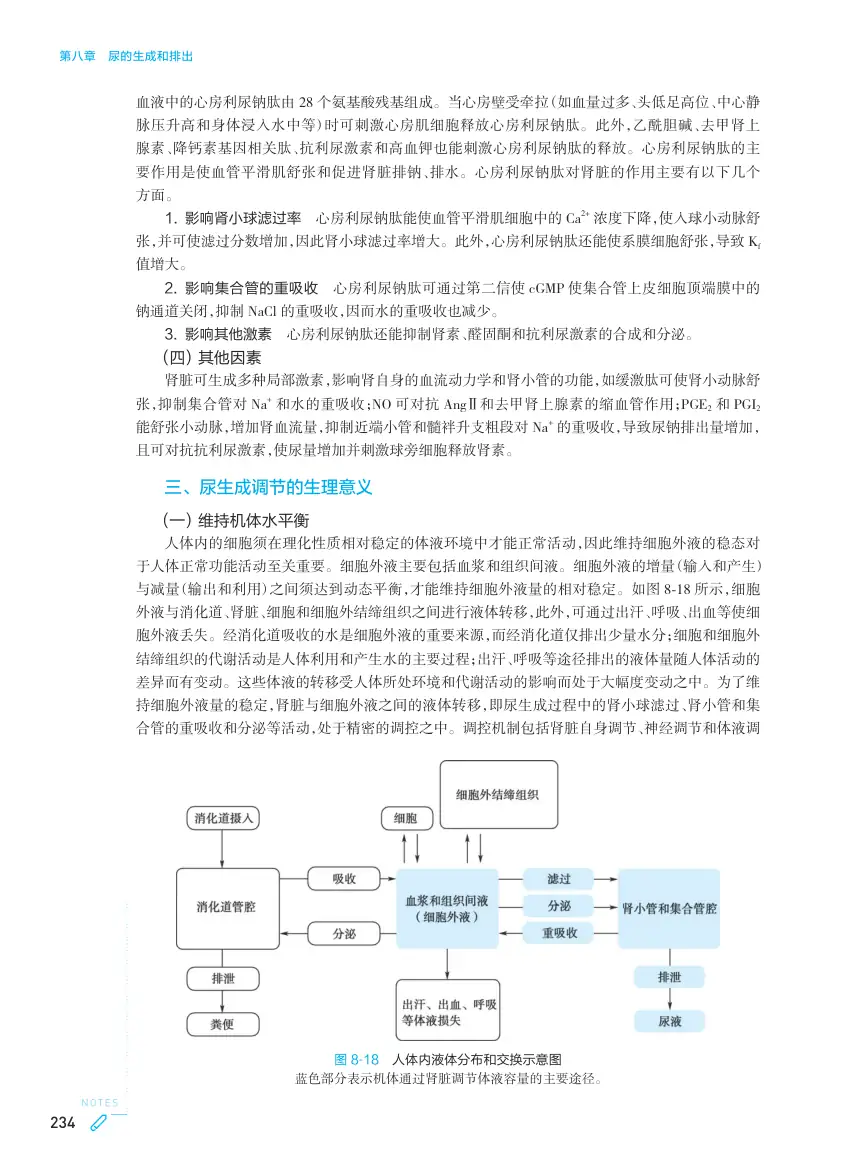 第八章　尿的生成和排出
血液中的心房利尿钠肽由 28 个氨基酸残基组成。当心房壁受牵拉(如血量过多、头低足高位、中心静
脉压升高和身体浸入水中等)时可刺激心房肌细胞释放心房利尿钠肽。此外,乙酰胆碱、去甲肾上
腺素、降钙素基因相关肽、抗利尿激素和高血钾也能刺激心房利尿钠肽的释放。心房利尿钠肽的主
要作用是使血管平滑肌舒张和促进肾脏排钠、排水。心房利尿钠肽对肾脏的作用主要有以下几个
方面。
1. 影响肾小球滤过率　心房利尿钠肽能使血管平滑肌细胞中的 Ca²⁺ 浓度下降,使入球小动脉舒
张,并可使滤过分数增加,因此肾小球滤过率增大。此外,心房利尿钠肽还能使系膜细胞舒张,导致 Kf
值增大。
2. 影响集合管的重吸收　心房利尿钠肽可通过第二信使 cGMP 使集合管上皮细胞顶端膜中的
钠通道关闭,抑制 NaCl 的重吸收,因而水的重吸收也减少。
3. 影响其他激素　心房利尿钠肽还能抑制肾素、醛固酮和抗利尿激素的合成和分泌。
(四) 其他因素
肾脏可生成多种局部激素,影响肾自身的血流动力学和肾小管的功能,如缓激肽可使肾小动脉舒
张,抑制集合管对 Na⁺ 和水的重吸收;NO 可对抗 AngⅡ和去甲肾上腺素的缩血管作用;PGE₂ 和 PGI₂
能舒张小动脉,增加肾血流量,抑制近端小管和髓袢升支粗段对 Na⁺ 的重吸收,导致尿钠排出量增加,
且可对抗抗利尿激素,使尿量增加并刺激球旁细胞释放肾素。
三、尿生成调节的生理意义
(一) 维持机体水平衡
人体内的细胞须在理化性质相对稳定的体液环境中才能正常活动,因此维持细胞外液的稳态对
于人体正常功能活动至关重要。细胞外液主要包括血浆和组织间液。细胞外液的增量(输入和产生)
与减量(输出和利用)之间须达到动态平衡,才能维持细胞外液量的相对稳定。如图 8-18 所示,细胞
外液与消化道、肾脏、细胞和细胞外结缔组织之间进行液体转移,此外,可通过出汗、呼吸、出血等使细
胞外液丢失。经消化道吸收的水是细胞外液的重要来源,而经消化道仅排出少量水分;细胞和细胞外
结缔组织的代谢活动是人体利用和产生水的主要过程;出汗、呼吸等途径排出的液体量随人体活动的
差异而有变动。这些体液的转移受人体所处环境和代谢活动的影响而处于大幅度变动之中。为了维
持细胞外液量的稳定,肾脏与细胞外液之间的液体转移,即尿生成过程中的肾小球滤过、肾小管和集
合管的重吸收和分泌等活动,处于精密的调控之中。调控机制包括肾脏自身调节、神经调节和体液调
细胞外结缔组织
消化道摄入
细胞
吸收
滤过
消化道管腔
血浆和组织间液
(细胞外液)
分泌
肾小管和集合管腔
分泌
重吸收
排泄
排泄
出汗、出血、呼吸
等体液损失
粪便
尿液
图 8-18　人体内液体分布和交换示意图
蓝色部分表示机体通过肾脏调节体液容量的主要途径。
NOTES
234